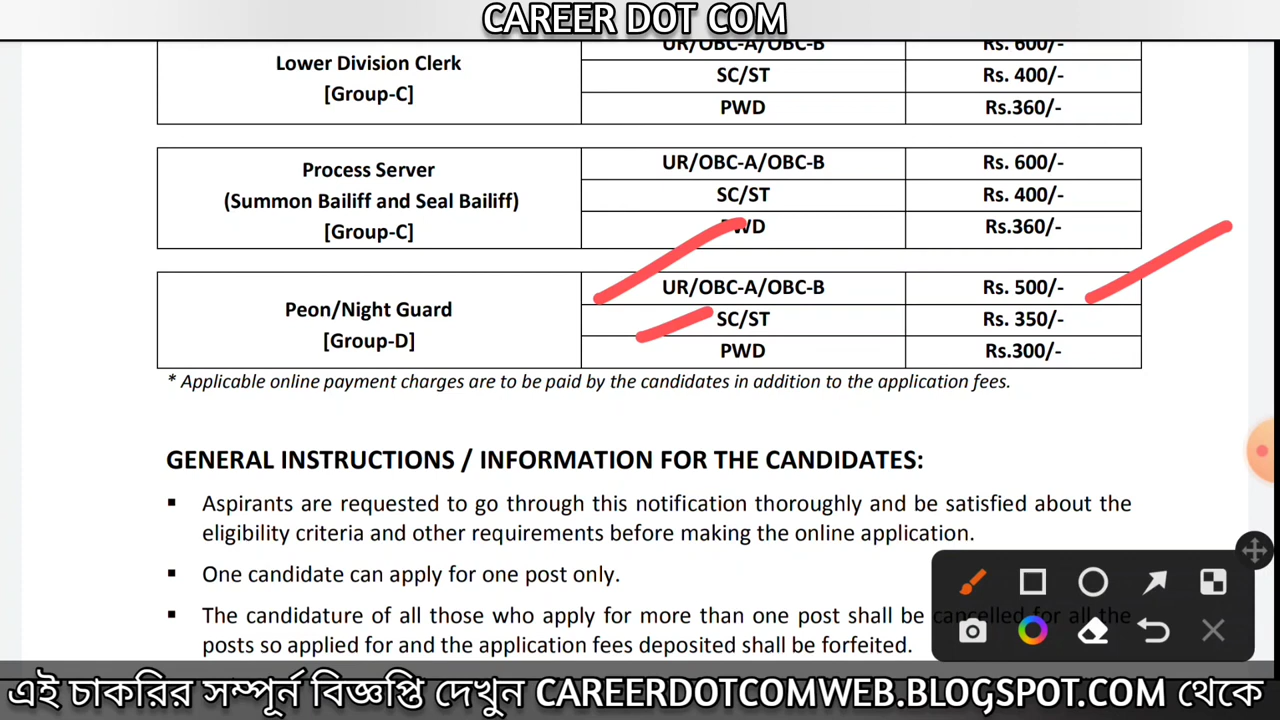 CAREER DOT COM
UR/OBC-A/OBC-B Rs. 600/-
Lower Division Clerk
[Group-C]
SC/ST Rs. 400/-
PWD Rs.360/-
Process Server
(Summon Bailiff and Seal Bailiff)
[Group-C]
UR/OBC-A/OBC-B Rs. 600/-
SC/ST Rs. 400/-
PWD Rs.360/-
Peon/Night Guard
[Group-D]
UR/OBC-A/OBC-B Rs. 500/-
SC/ST Rs. 350/-
PWD Rs.300/-
* Applicable online payment charges are to be paid by the candidates in addition to the application fees.
GENERAL INSTRUCTIONS / INFORMATION FOR THE CANDIDATES:
▪ Aspirants are requested to go through this notification thoroughly and be satisfied about the
eligibility criteria and other requirements before making the online application.
▪ One candidate can apply for one post only.
▪ The candidature of all those who apply for more than one post shall be cancelled for all the
posts so applied for and the application fees deposited shall be forfeited.
এই চাকরির সম্পূর্ন বিজ্ঞপ্তি দেখুন CAREERDOTCOMWEB.BLOGSPOT.COM থেকে